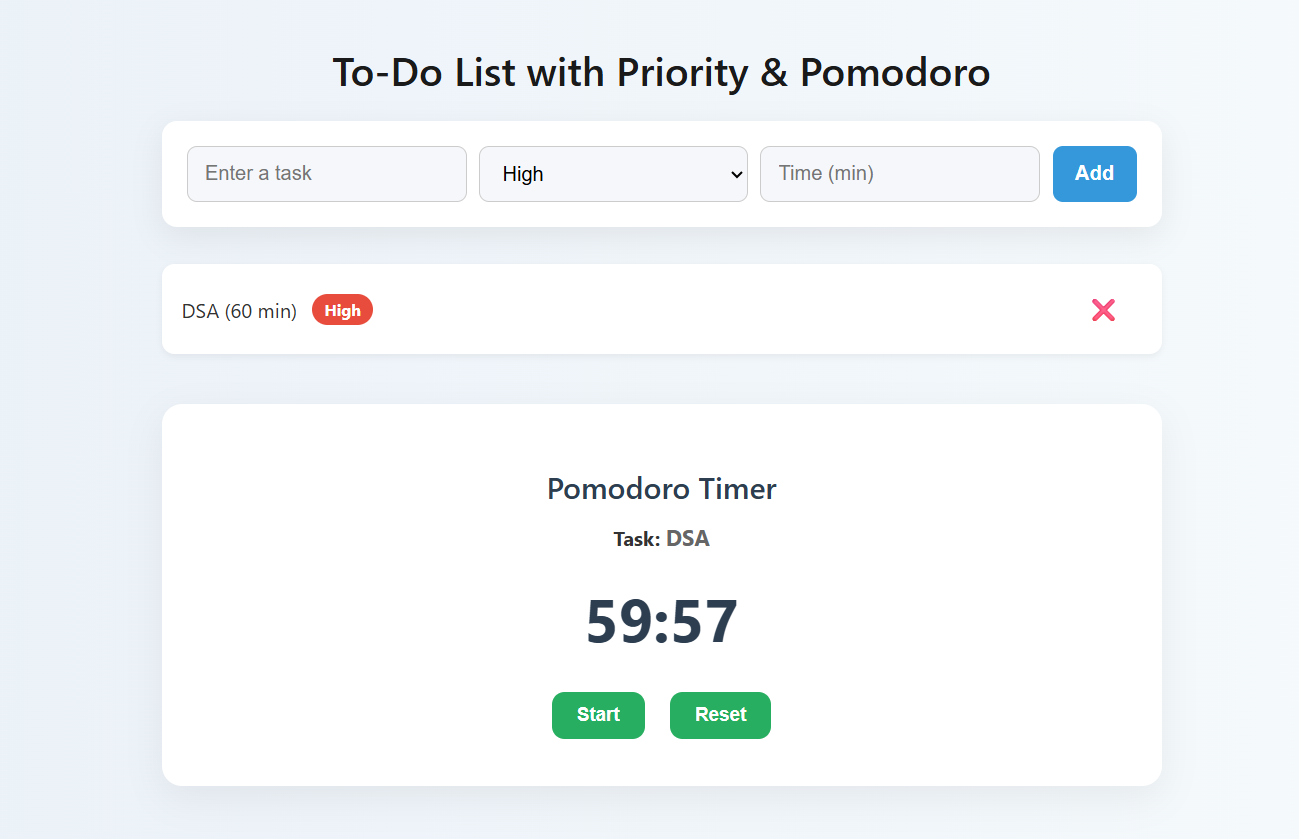 To-Do List with Priority & Pomodoro
Enter a task High Time (min) Add
DSA (60 min) High
Pomodoro Timer
Task: DSA
59:57
Start Reset